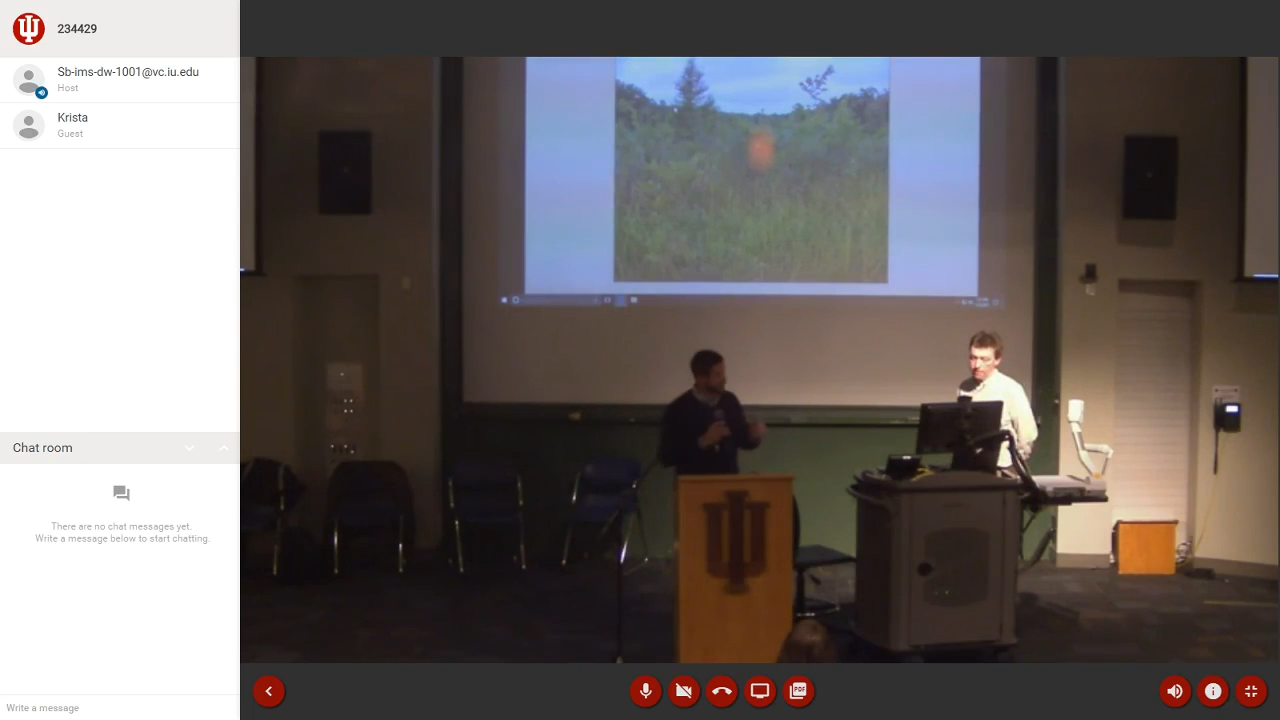 234429
Sb-ims-dw-1001@vc.iu.edu
Host
Krista
Guest
Chat room
There are no chat messages yet.
Write a message below to start chatting.
Write a message
PDF